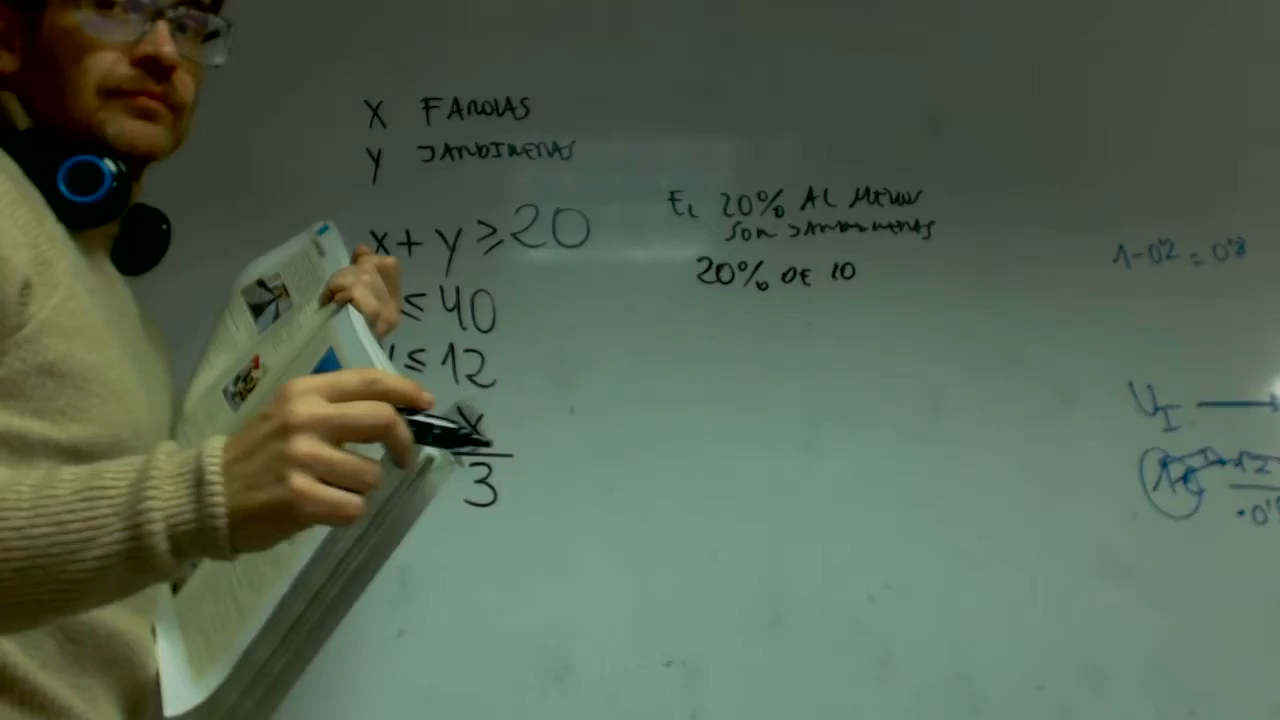 X FAROLAS
Y JARDINERAS
x + y ≥ 20
≤ 40
≤ 12
x
3
EL 20% AL MENOS
SON JARDINERAS
20% DE 10
1-0'2 = 0'8
U_I →